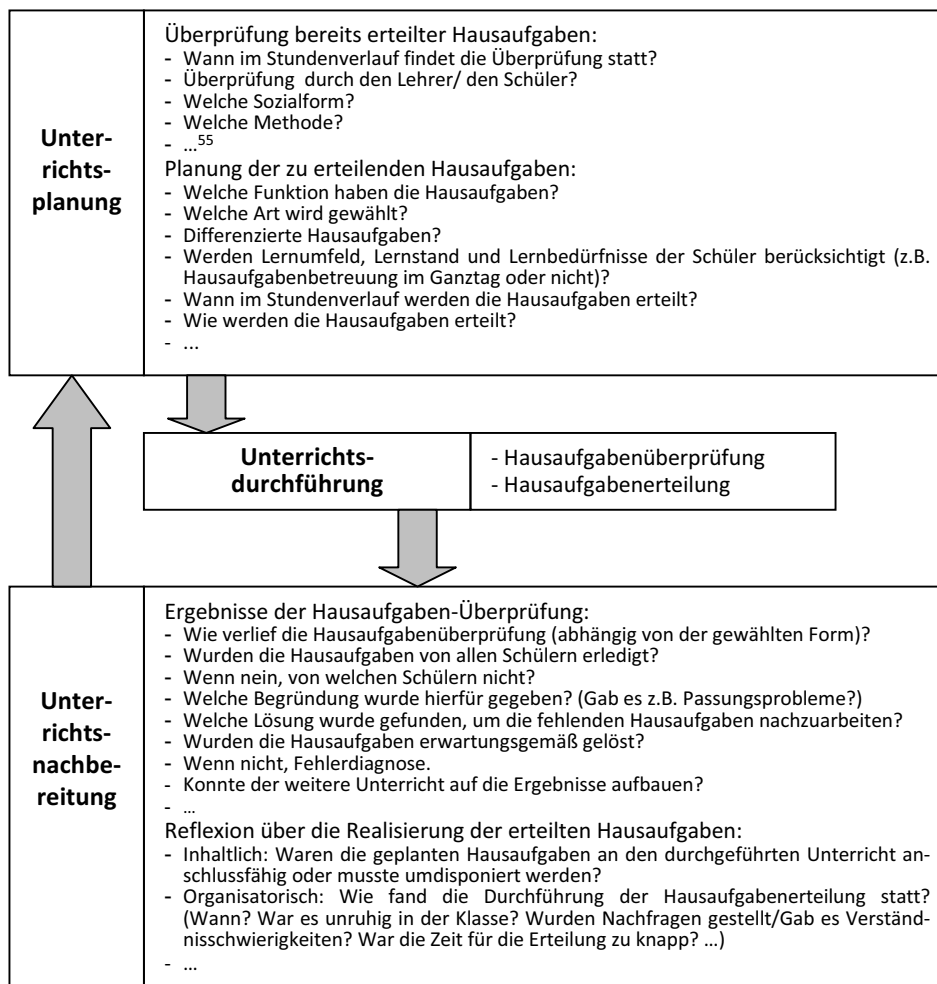 Unter-
richts-
planung
Überprüfung bereits erteilter Hausaufgaben:
- Wann im Stundenverlauf findet die Überprüfung statt?
- Überprüfung durch den Lehrer/ den Schüler?
- Welche Sozialform?
- Welche Methode?
- …55
Planung der zu erteilenden Hausaufgaben:
- Welche Funktion haben die Hausaufgaben?
- Welche Art wird gewählt?
- Differenzierte Hausaufgaben?
- Werden Lernumfeld, Lernstand und Lernbedürfnisse der Schüler berücksichtigt (z.B.
Hausaufgabenbetreuung im Ganztag oder nicht)?
- Wann im Stundenverlauf werden die Hausaufgaben erteilt?
- Wie werden die Hausaufgaben erteilt?
- ...
Unterrichts-
durchführung
- Hausaufgabenüberprüfung
- Hausaufgabenerteilung
Unter-
richts-
nachbe-
reitung
Ergebnisse der Hausaufgaben-Überprüfung:
- Wie verlief die Hausaufgabenüberprüfung (abhängig von der gewählten Form)?
- Wurden die Hausaufgaben von allen Schülern erledigt?
- Wenn nein, von welchen Schülern nicht?
- Welche Begründung wurde hierfür gegeben? (Gab es z.B. Passungsprobleme?)
- Welche Lösung wurde gefunden, um die fehlenden Hausaufgaben nachzuarbeiten?
- Wurden die Hausaufgaben erwartungsgemäß gelöst?
- Wenn nicht, Fehlerdiagnose.
- Konnte der weitere Unterricht auf die Ergebnisse aufbauen?
- …
Reflexion über die Realisierung der erteilten Hausaufgaben:
- Inhaltlich: Waren die geplanten Hausaufgaben an den durchgeführten Unterricht an-
schlussfähig oder musste umdisponiert werden?
- Organisatorisch: Wie fand die Durchführung der Hausaufgabenerteilung statt?
(Wann? War es unruhig in der Klasse? Wurden Nachfragen gestellt/Gab es Verständ-
nisschwierigkeiten? War die Zeit für die Erteilung zu knapp? …)
- …